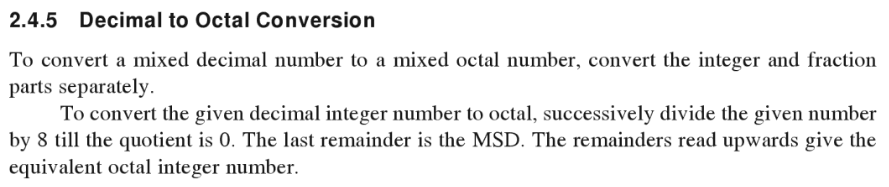 2.4.5 Decimal to Octal Conversion
To convert a mixed decimal number to a mixed octal number, convert the integer and fraction
parts separately.
To convert the given decimal integer number to octal, successively divide the given number
by 8 till the quotient is 0. The last remainder is the MSD. The remainders read upwards give the
equivalent octal integer number.